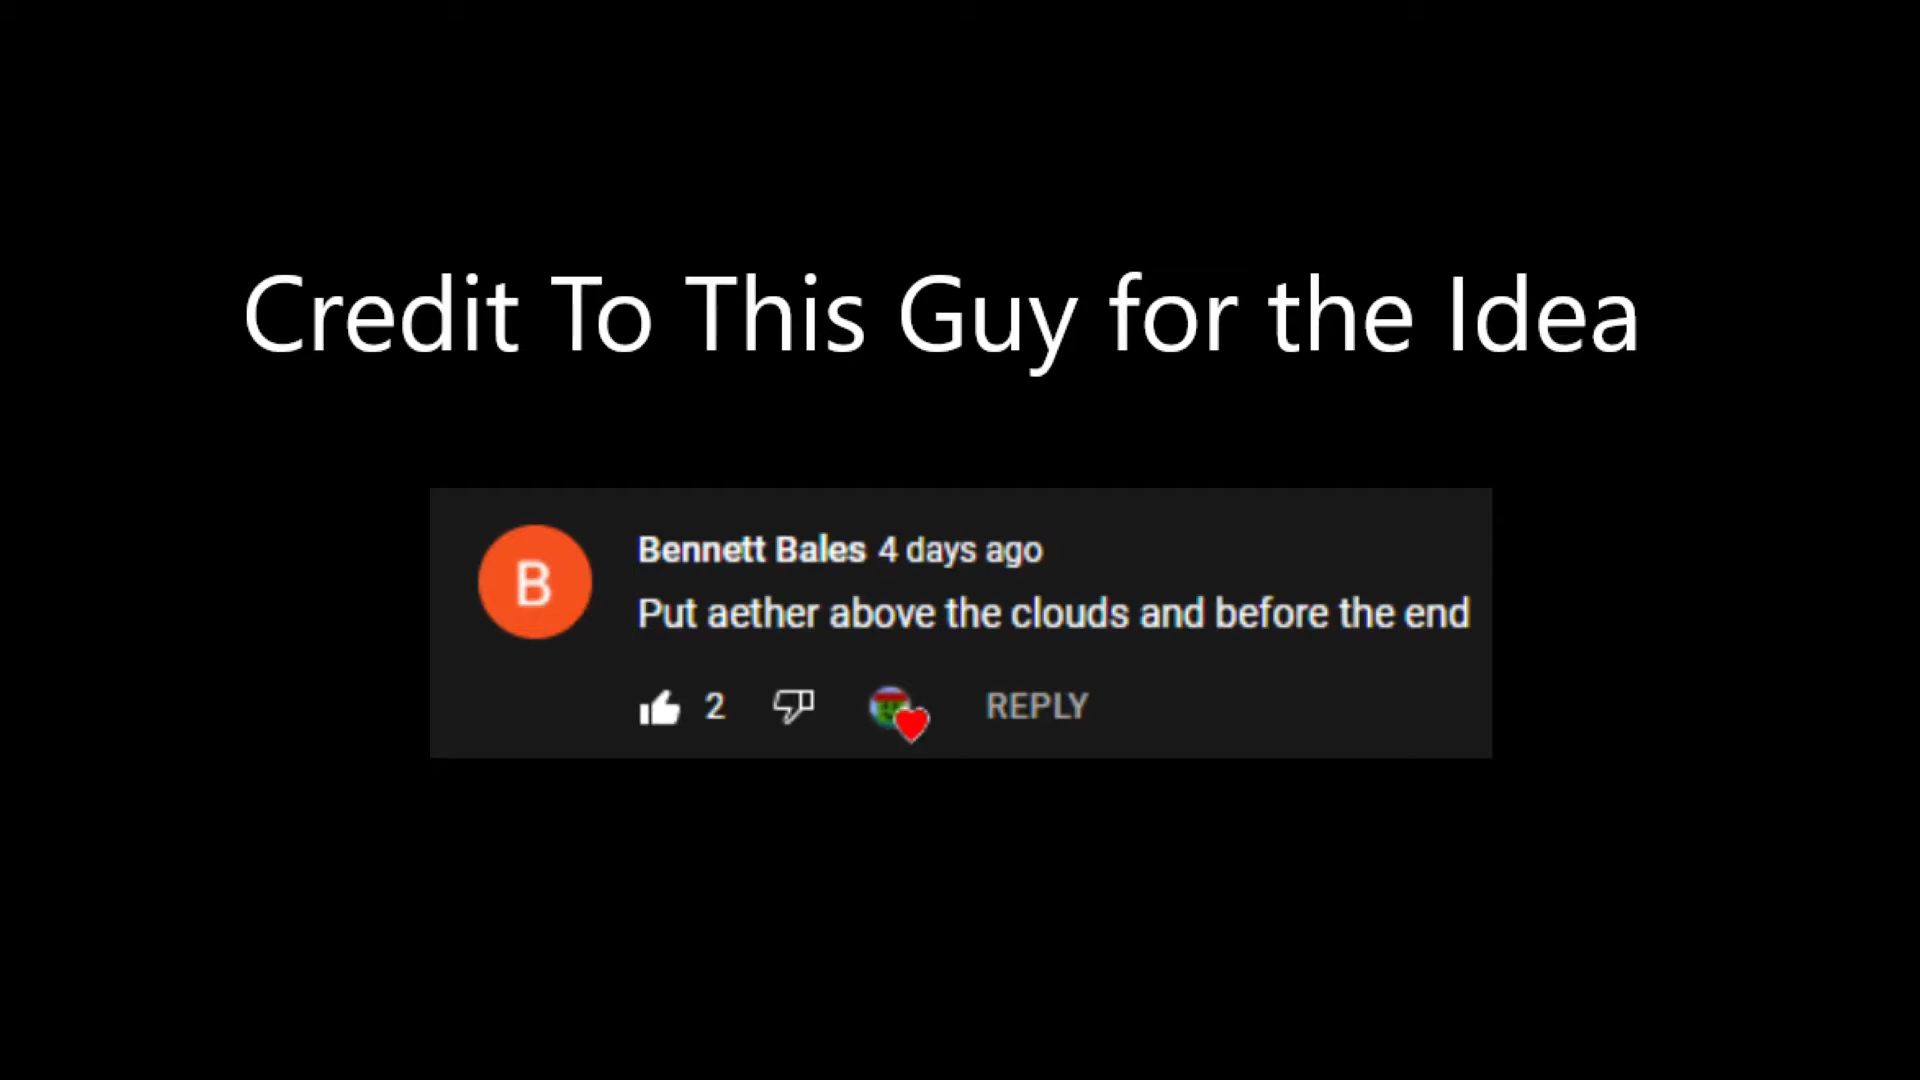 Credit To This Guy for the Idea
B
Bennett Bales 4 days ago
Put aether above the clouds and before the end
2 REPLY